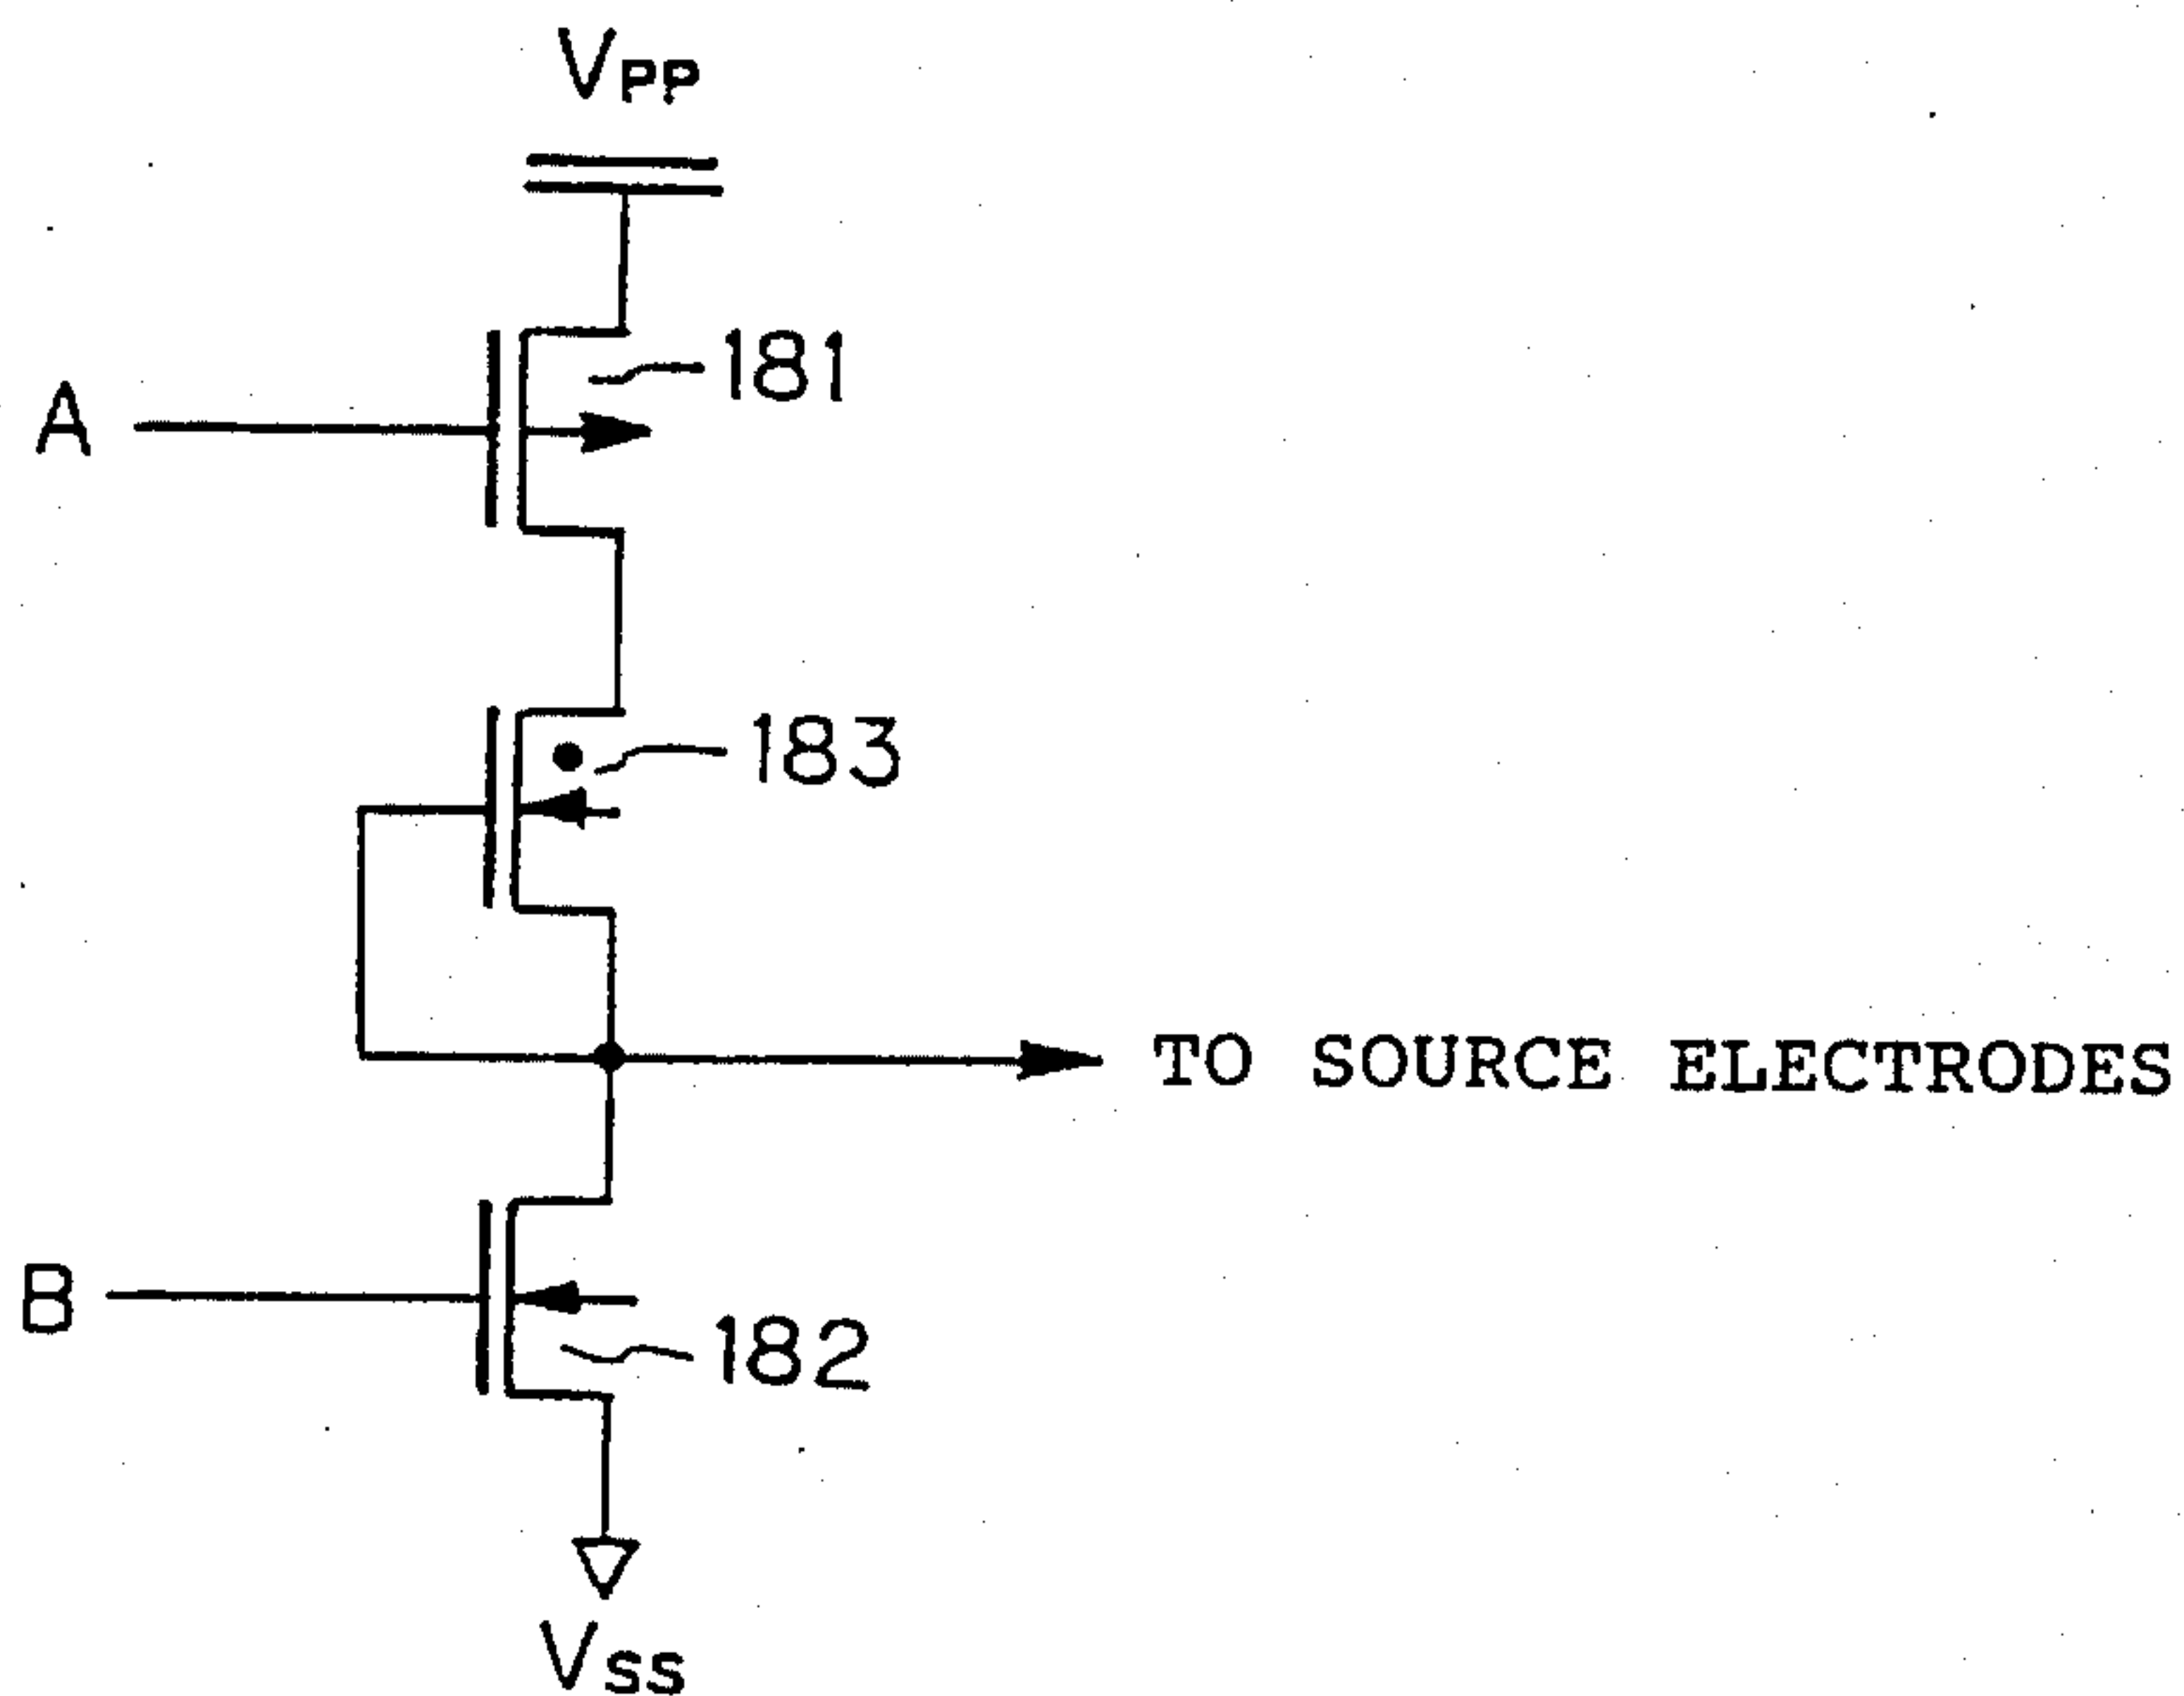 VPP
181
A
183
TO SOURCE ELECTRODES
B
182
VSS